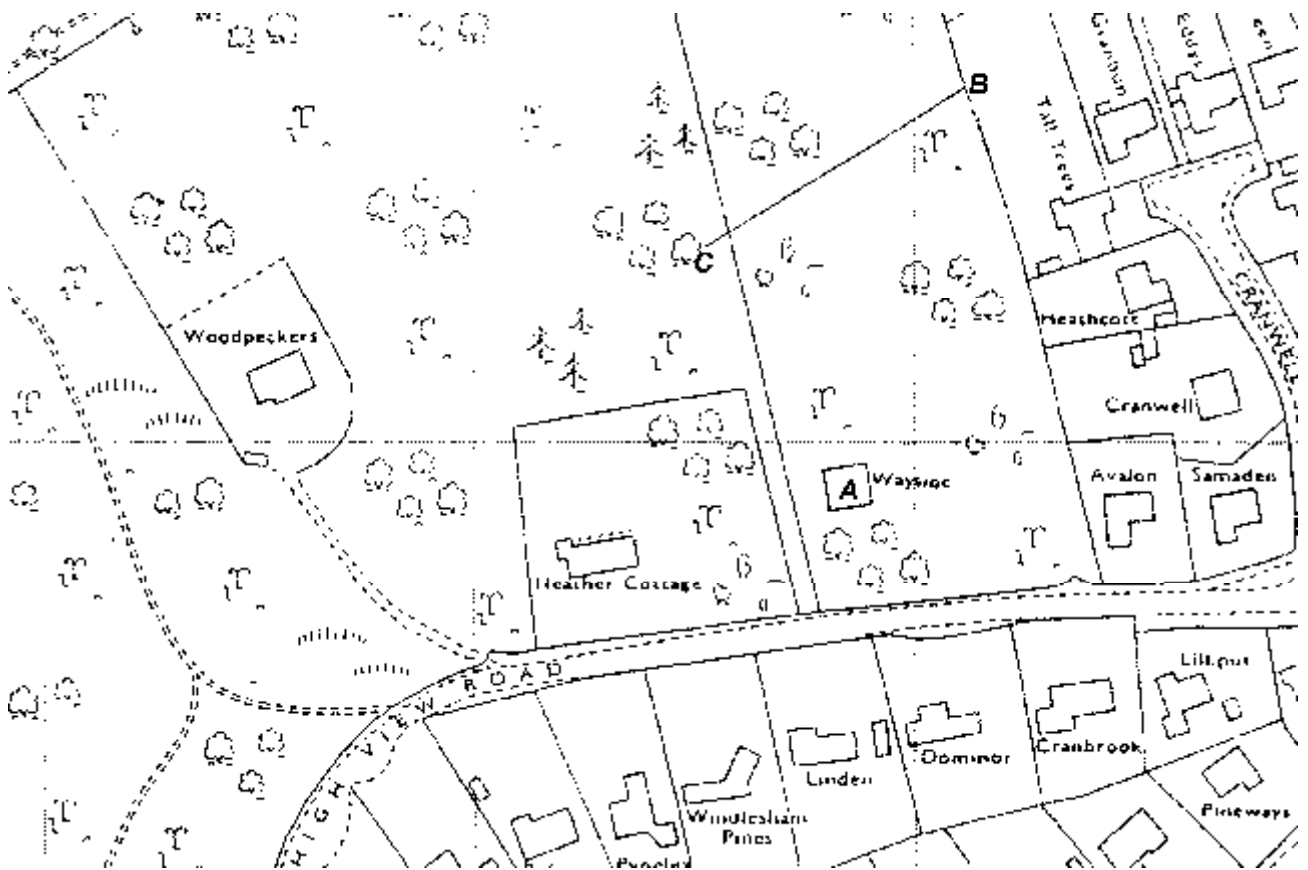 B
Tall Trees
C
Woodpeckers
Heathcote
CRANWELL
Cranwell
A
Avalon
Samaden
Heather Cottage
HIGH VIEW ROAD
Lilliput
Linden
Dominor
Cranbrook
Windlesham
Pines
Pineways